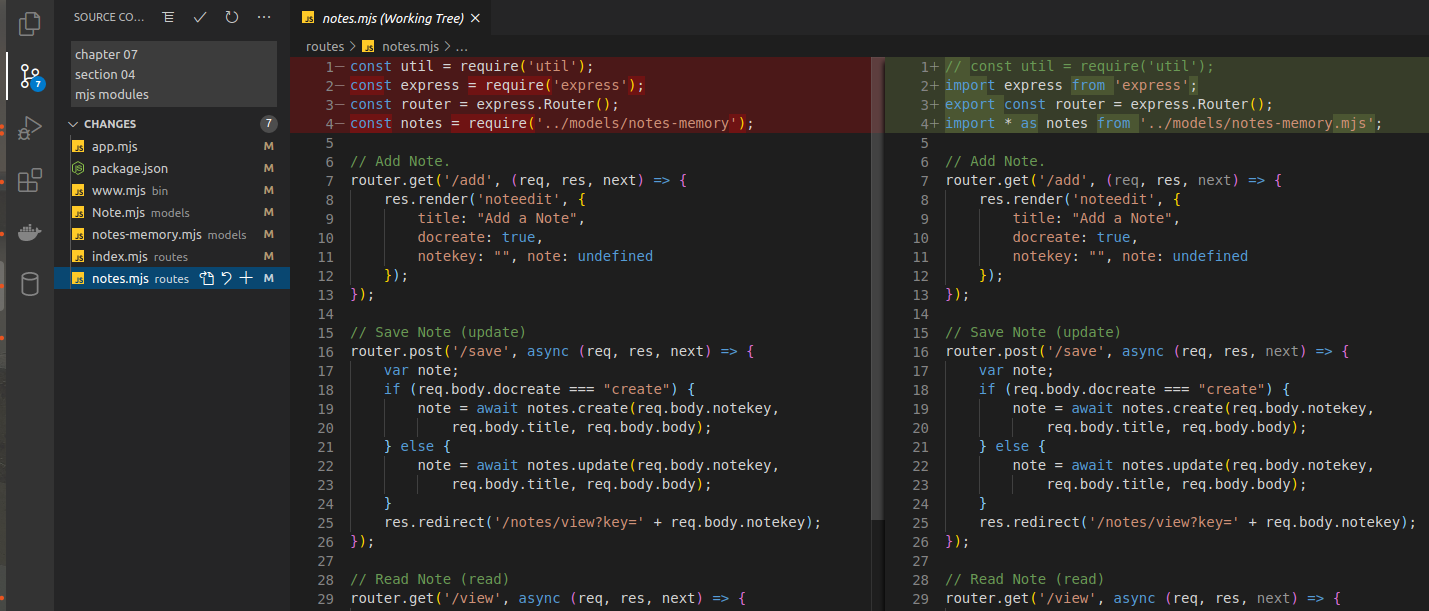 SOURCE CO...
chapter 07
section 04
mjs modules
CHANGES 7
JS app.mjs M
package.json M
JS www.mjs bin M
JS Note.mjs models M
JS notes-memory.mjs models M
JS index.mjs routes M
JS notes.mjs routes M
7
JS notes.mjs (Working Tree)
routes > JS notes.mjs > ...
1− const util = require('util');
2− const express = require('express');
3− const router = express.Router();
4− const notes = require('../models/notes-memory');
5
6 // Add Note.
7 router.get('/add', (req, res, next) => {
8 res.render('noteedit', {
9 title: "Add a Note",
10 docreate: true,
11 notekey: "", note: undefined
12 });
13 });
14
15 // Save Note (update)
16 router.post('/save', async (req, res, next) => {
17 var note;
18 if (req.body.docreate === "create") {
19 note = await notes.create(req.body.notekey,
20 req.body.title, req.body.body);
21 } else {
22 note = await notes.update(req.body.notekey,
23 req.body.title, req.body.body);
24 }
25 res.redirect('/notes/view?key=' + req.body.notekey);
26 });
27
28 // Read Note (read)
29 router.get('/view', async (req, res, next) => {
1+ // const util = require('util');
2+ import express from 'express';
3+ export const router = express.Router();
4+ import * as notes from '../models/notes-memory.mjs';
5
6 // Add Note.
7 router.get('/add', (req, res, next) => {
8 res.render('noteedit', {
9 title: "Add a Note",
10 docreate: true,
11 notekey: "", note: undefined
12 });
13 });
14
15 // Save Note (update)
16 router.post('/save', async (req, res, next) => {
17 var note;
18 if (req.body.docreate === "create") {
19 note = await notes.create(req.body.notekey,
20 req.body.title, req.body.body);
21 } else {
22 note = await notes.update(req.body.notekey,
23 req.body.title, req.body.body);
24 }
25 res.redirect('/notes/view?key=' + req.body.notekey);
26 });
27
28 // Read Note (read)
29 router.get('/view', async (req, res, next) => {